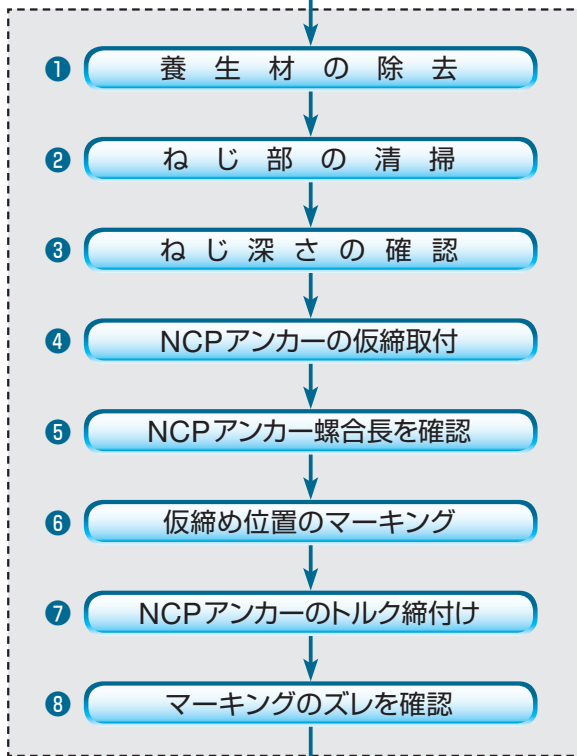 ❶ 養生材の除去
❷ ねじ部の清掃
❸ ねじ深さの確認
❹ NCPアンカーの仮締取付
❺ NCPアンカー螺合長を確認
❻ 仮締め位置のマーキング
❼ NCPアンカーのトルク締付け
❽ マーキングのズレを確認